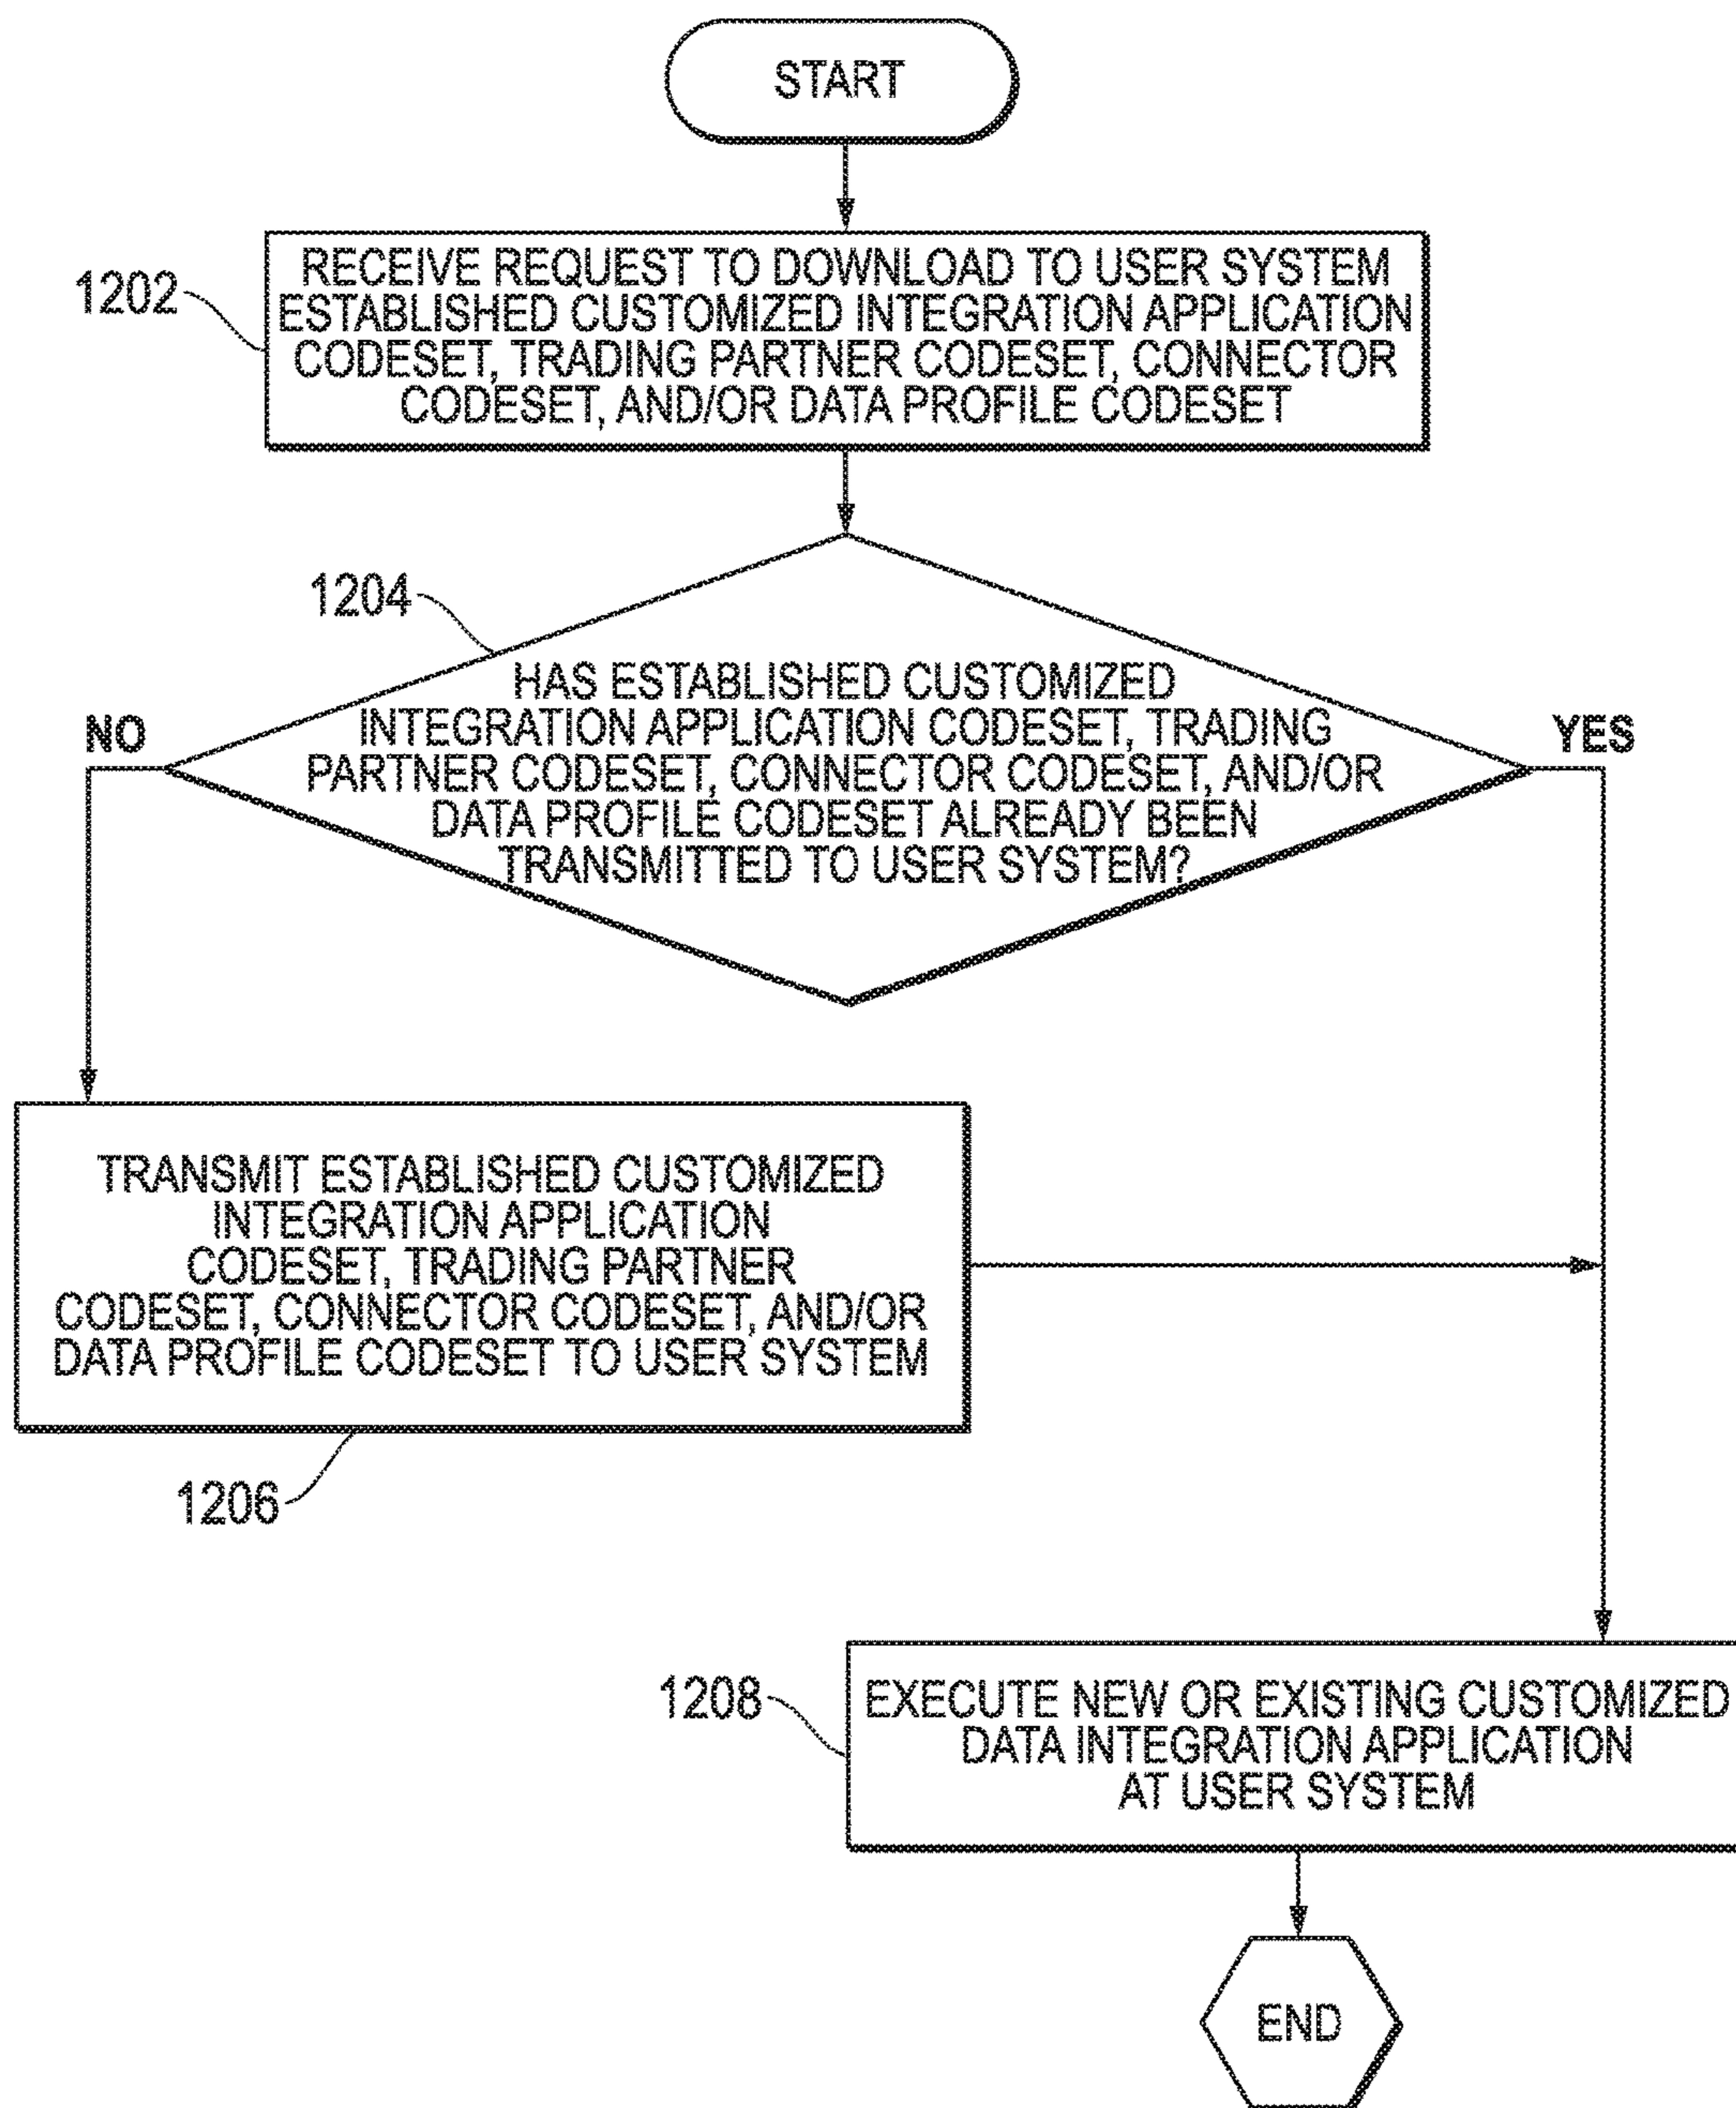 START
1202
RECEIVE REQUEST TO DOWNLOAD TO USER SYSTEM
ESTABLISHED CUSTOMIZED INTEGRATION APPLICATION
CODESET, TRADING PARTNER CODESET, CONNECTOR
CODESET, AND/OR DATA PROFILE CODESET
1204
HAS ESTABLISHED CUSTOMIZED
INTEGRATION APPLICATION CODESET, TRADING
PARTNER CODESET, CONNECTOR CODESET, AND/OR
DATA PROFILE CODESET ALREADY BEEN
TRANSMITTED TO USER SYSTEM?
NO
YES
TRANSMIT ESTABLISHED CUSTOMIZED
INTEGRATION APPLICATION
CODESET, TRADING PARTNER
CODESET, CONNECTOR CODESET, AND/OR
DATA PROFILE CODESET TO USER SYSTEM
1206
1208
EXECUTE NEW OR EXISTING CUSTOMIZED
DATA INTEGRATION APPLICATION
AT USER SYSTEM
END